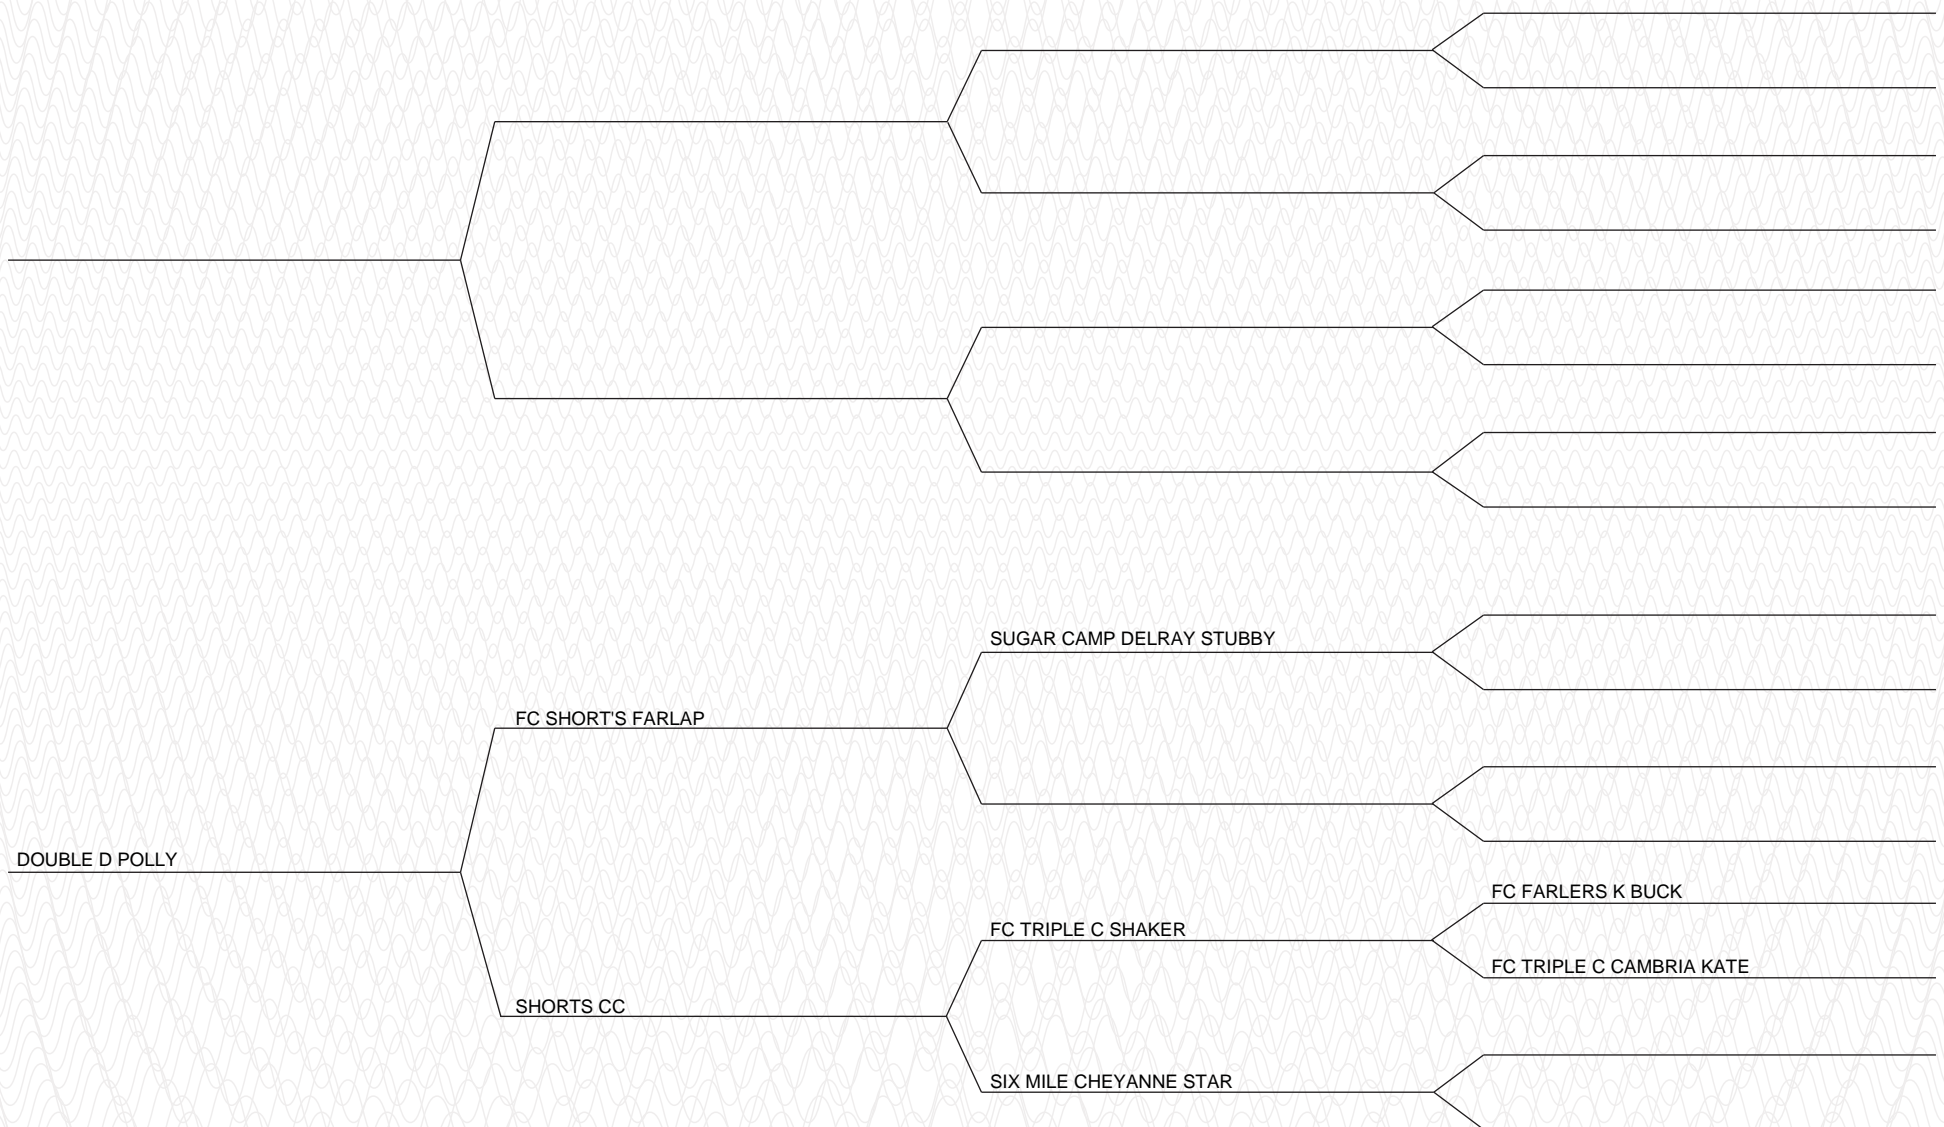 SUGAR CAMP DELRAY STUBBY
FC SHORT'S FARLAP
DOUBLE D POLLY
FC FARLERS K BUCK
FC TRIPLE C SHAKER
FC TRIPLE C CAMBRIA KATE
SHORTS CC
SIX MILE CHEYANNE STAR